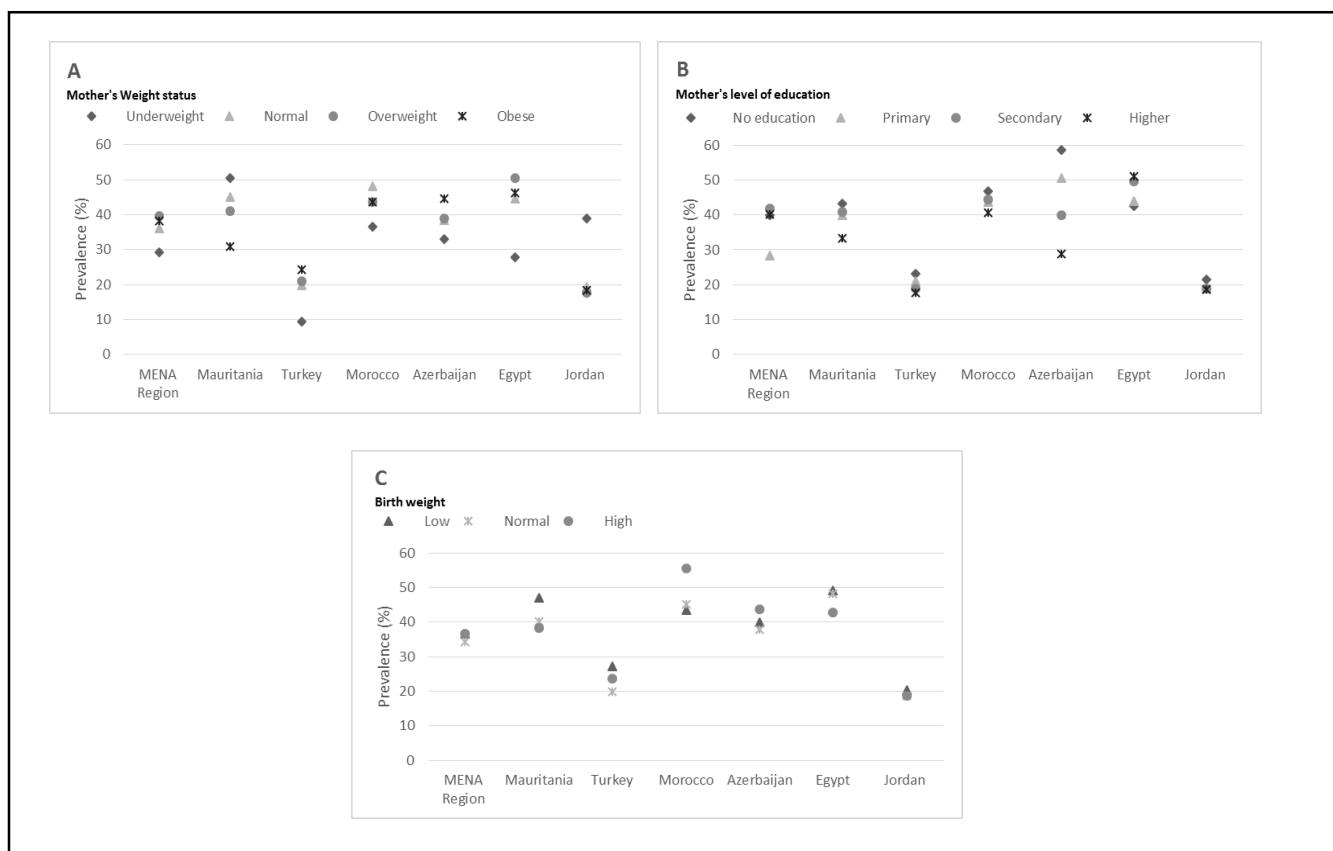 A
Mother's Weight status
Underweight Normal Overweight Obese
60
50
40
30
20
10
0
Prevalence (%)
MENA Region Mauritania Turkey Morocco Azerbaijan Egypt Jordan
B
Mother's level of education
No education Primary Secondary Higher
60
50
40
30
20
10
0
Prevalence (%)
MENA Region Mauritania Turkey Morocco Azerbaijan Egypt Jordan
C
Birth weight
Low Normal High
60
50
40
30
20
10
0
Prevalence (%)
MENA Region Mauritania Turkey Morocco Azerbaijan Egypt Jordan